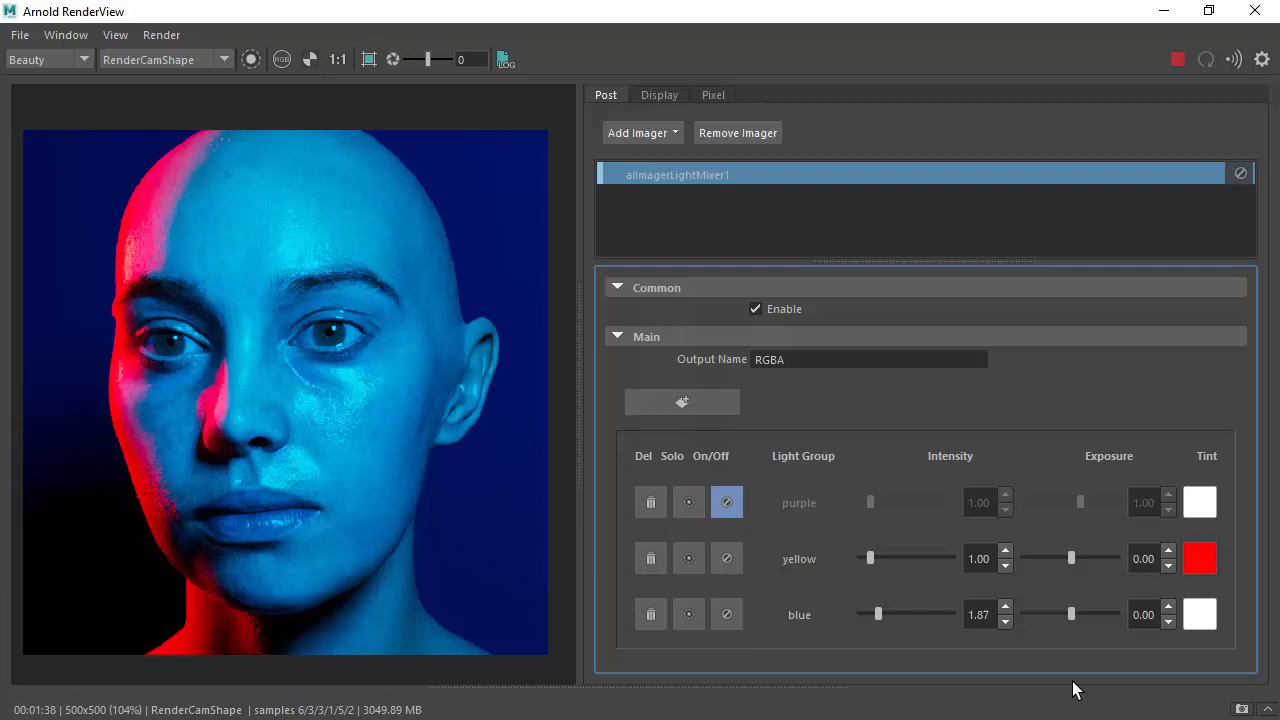 M Arnold RenderView
File Window View Render
Beauty RenderCamShape RGB 1:1 0 LOG
Post Display Pixel
Add Imager Remove Imager
aiImagerLightMixer1
Common
Enable
Main
Output Name RGBA
Del Solo On/Off Light Group Intensity Exposure Tint
purple 1.00 1.00
yellow 1.00 0.00
blue 1.87 0.00
00:01:38 | 500x500 (104%) | RenderCamShape | samples 6/3/3/1/5/2 | 3049.89 MB